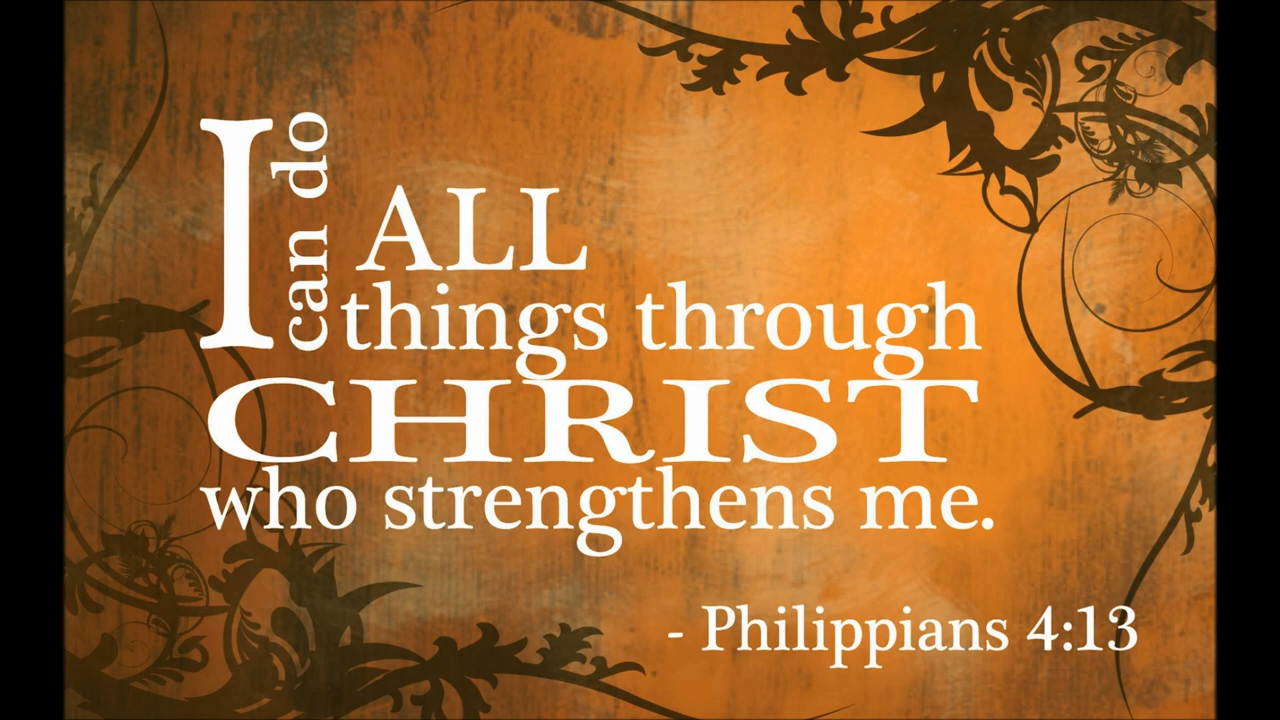 I can do ALL
things through
CHRIST
who strengthens me.
- Philippians 4:13